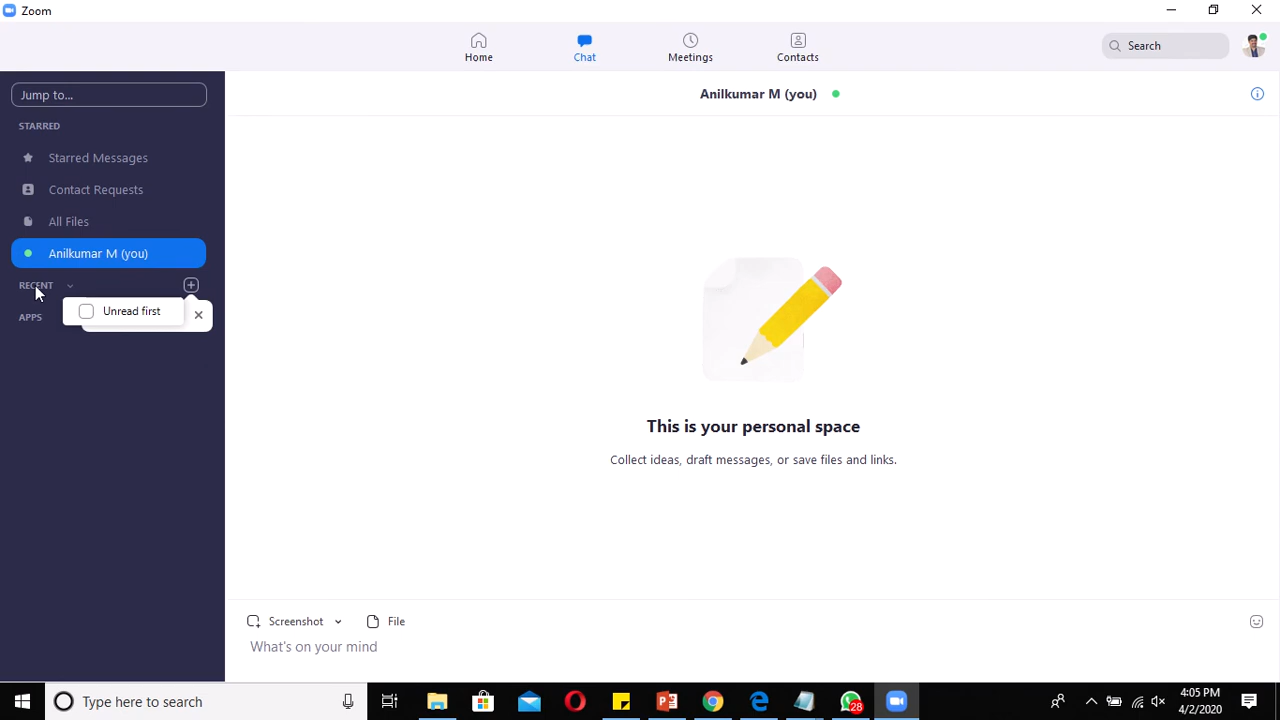 Zoom
Home
Chat
Meetings
Contacts
Search
Jump to...
STARRED
Starred Messages
Contact Requests
All Files
Anilkumar M (you)
RECENT
Unread first
APPS
Anilkumar M (you)
This is your personal space
Collect ideas, draft messages, or save files and links.
Screenshot
File
What's on your mind
Type here to search
28
4:05 PM
4/2/2020